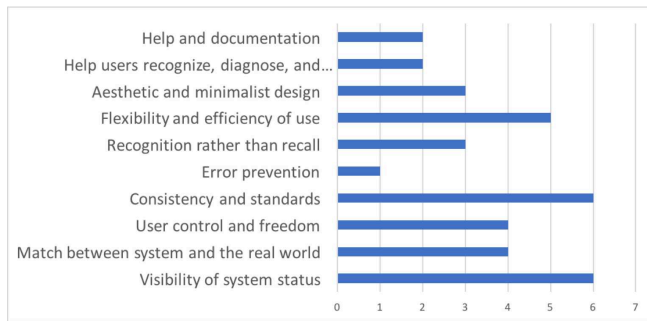 Help and documentation
Help users recognize, diagnose, and...
Aesthetic and minimalist design
Flexibility and efficiency of use
Recognition rather than recall
Error prevention
Consistency and standards
User control and freedom
Match between system and the real world
Visibility of system status
0 1 2 3 4 5 6 7